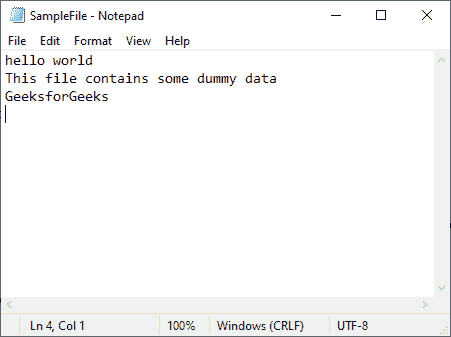 SampleFile - Notepad
File Edit Format View Help
hello world
This file contains some dummy data
GeeksforGeeks
Ln 4, Col 1 100% Windows (CRLF) UTF-8